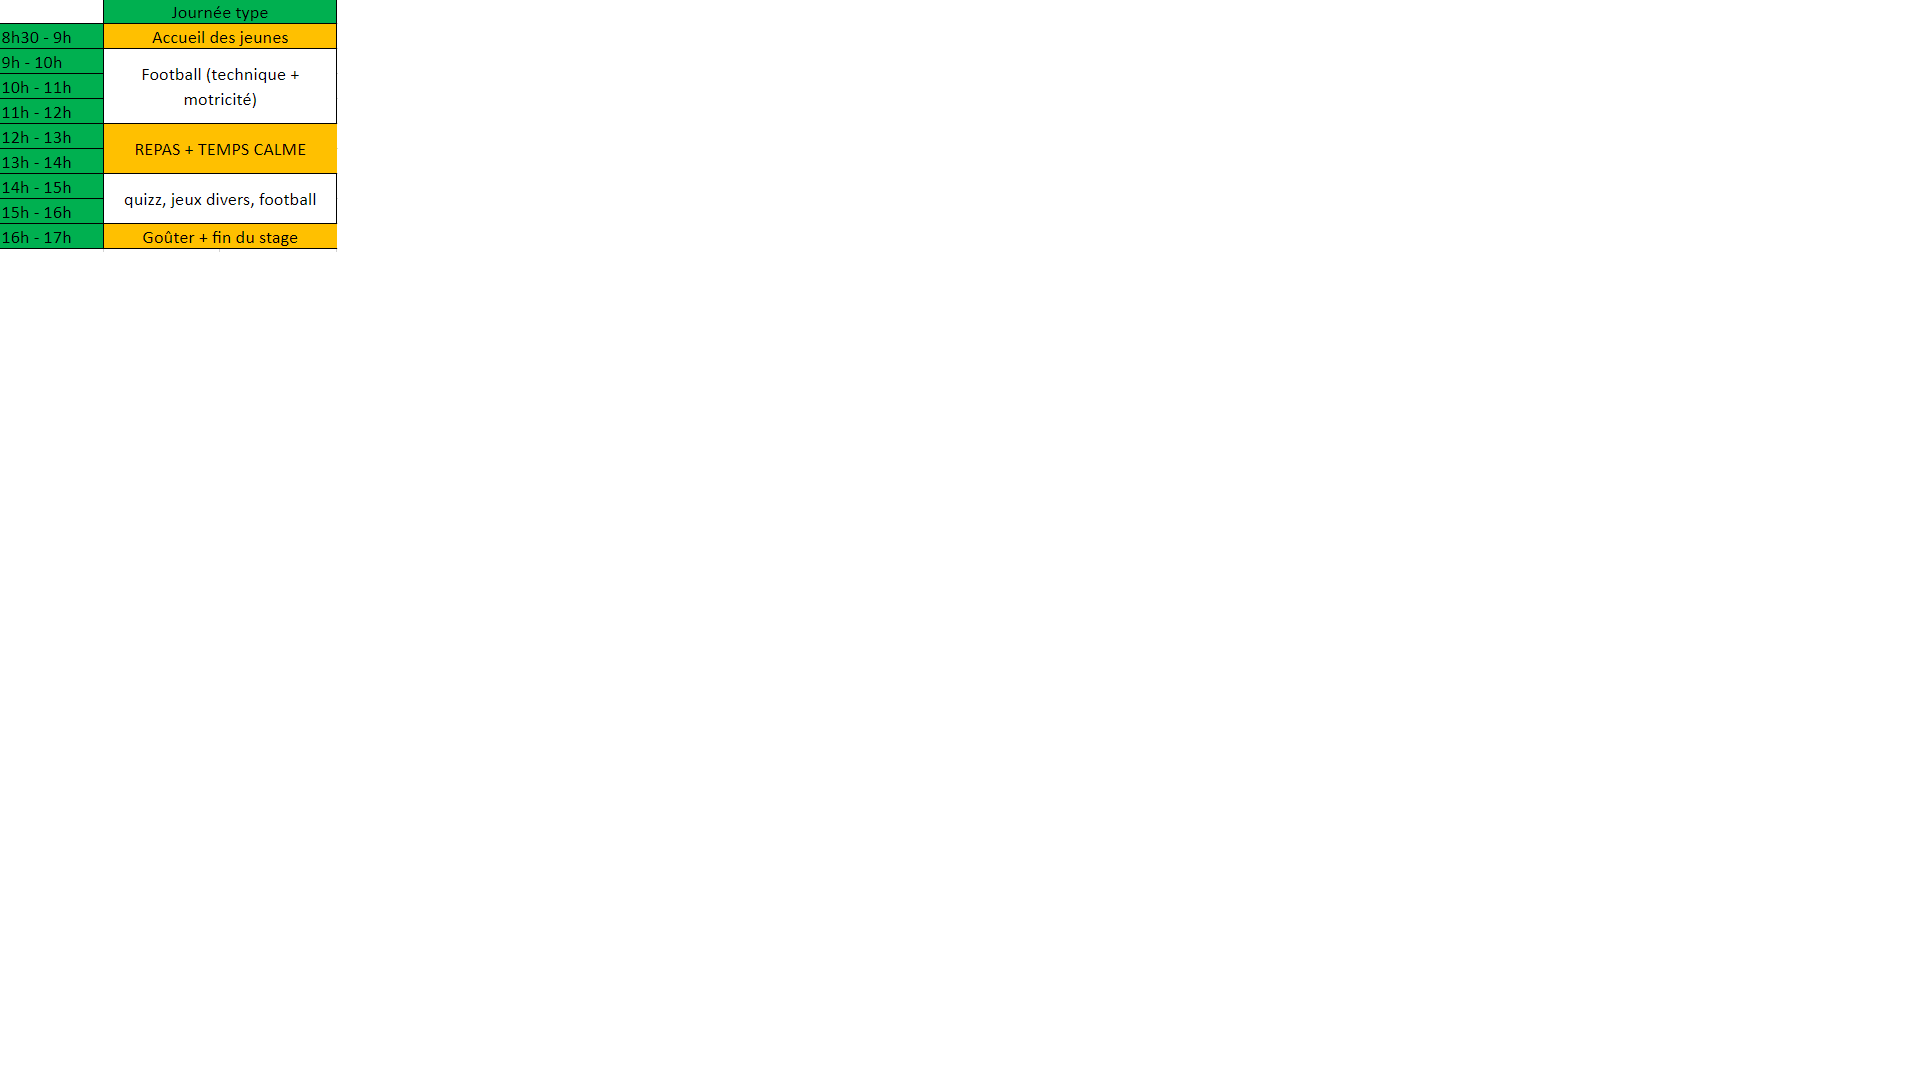 Journée type
8h30 - 9h Accueil des jeunes
9h - 10h
Football (technique +
10h - 11h
motricité)
11h - 12h
12h - 13h
REPAS + TEMPS CALME
13h - 14h
14h - 15h
quizz, jeux divers, football
15h - 16h
16h - 17h Goûter + fin du stage